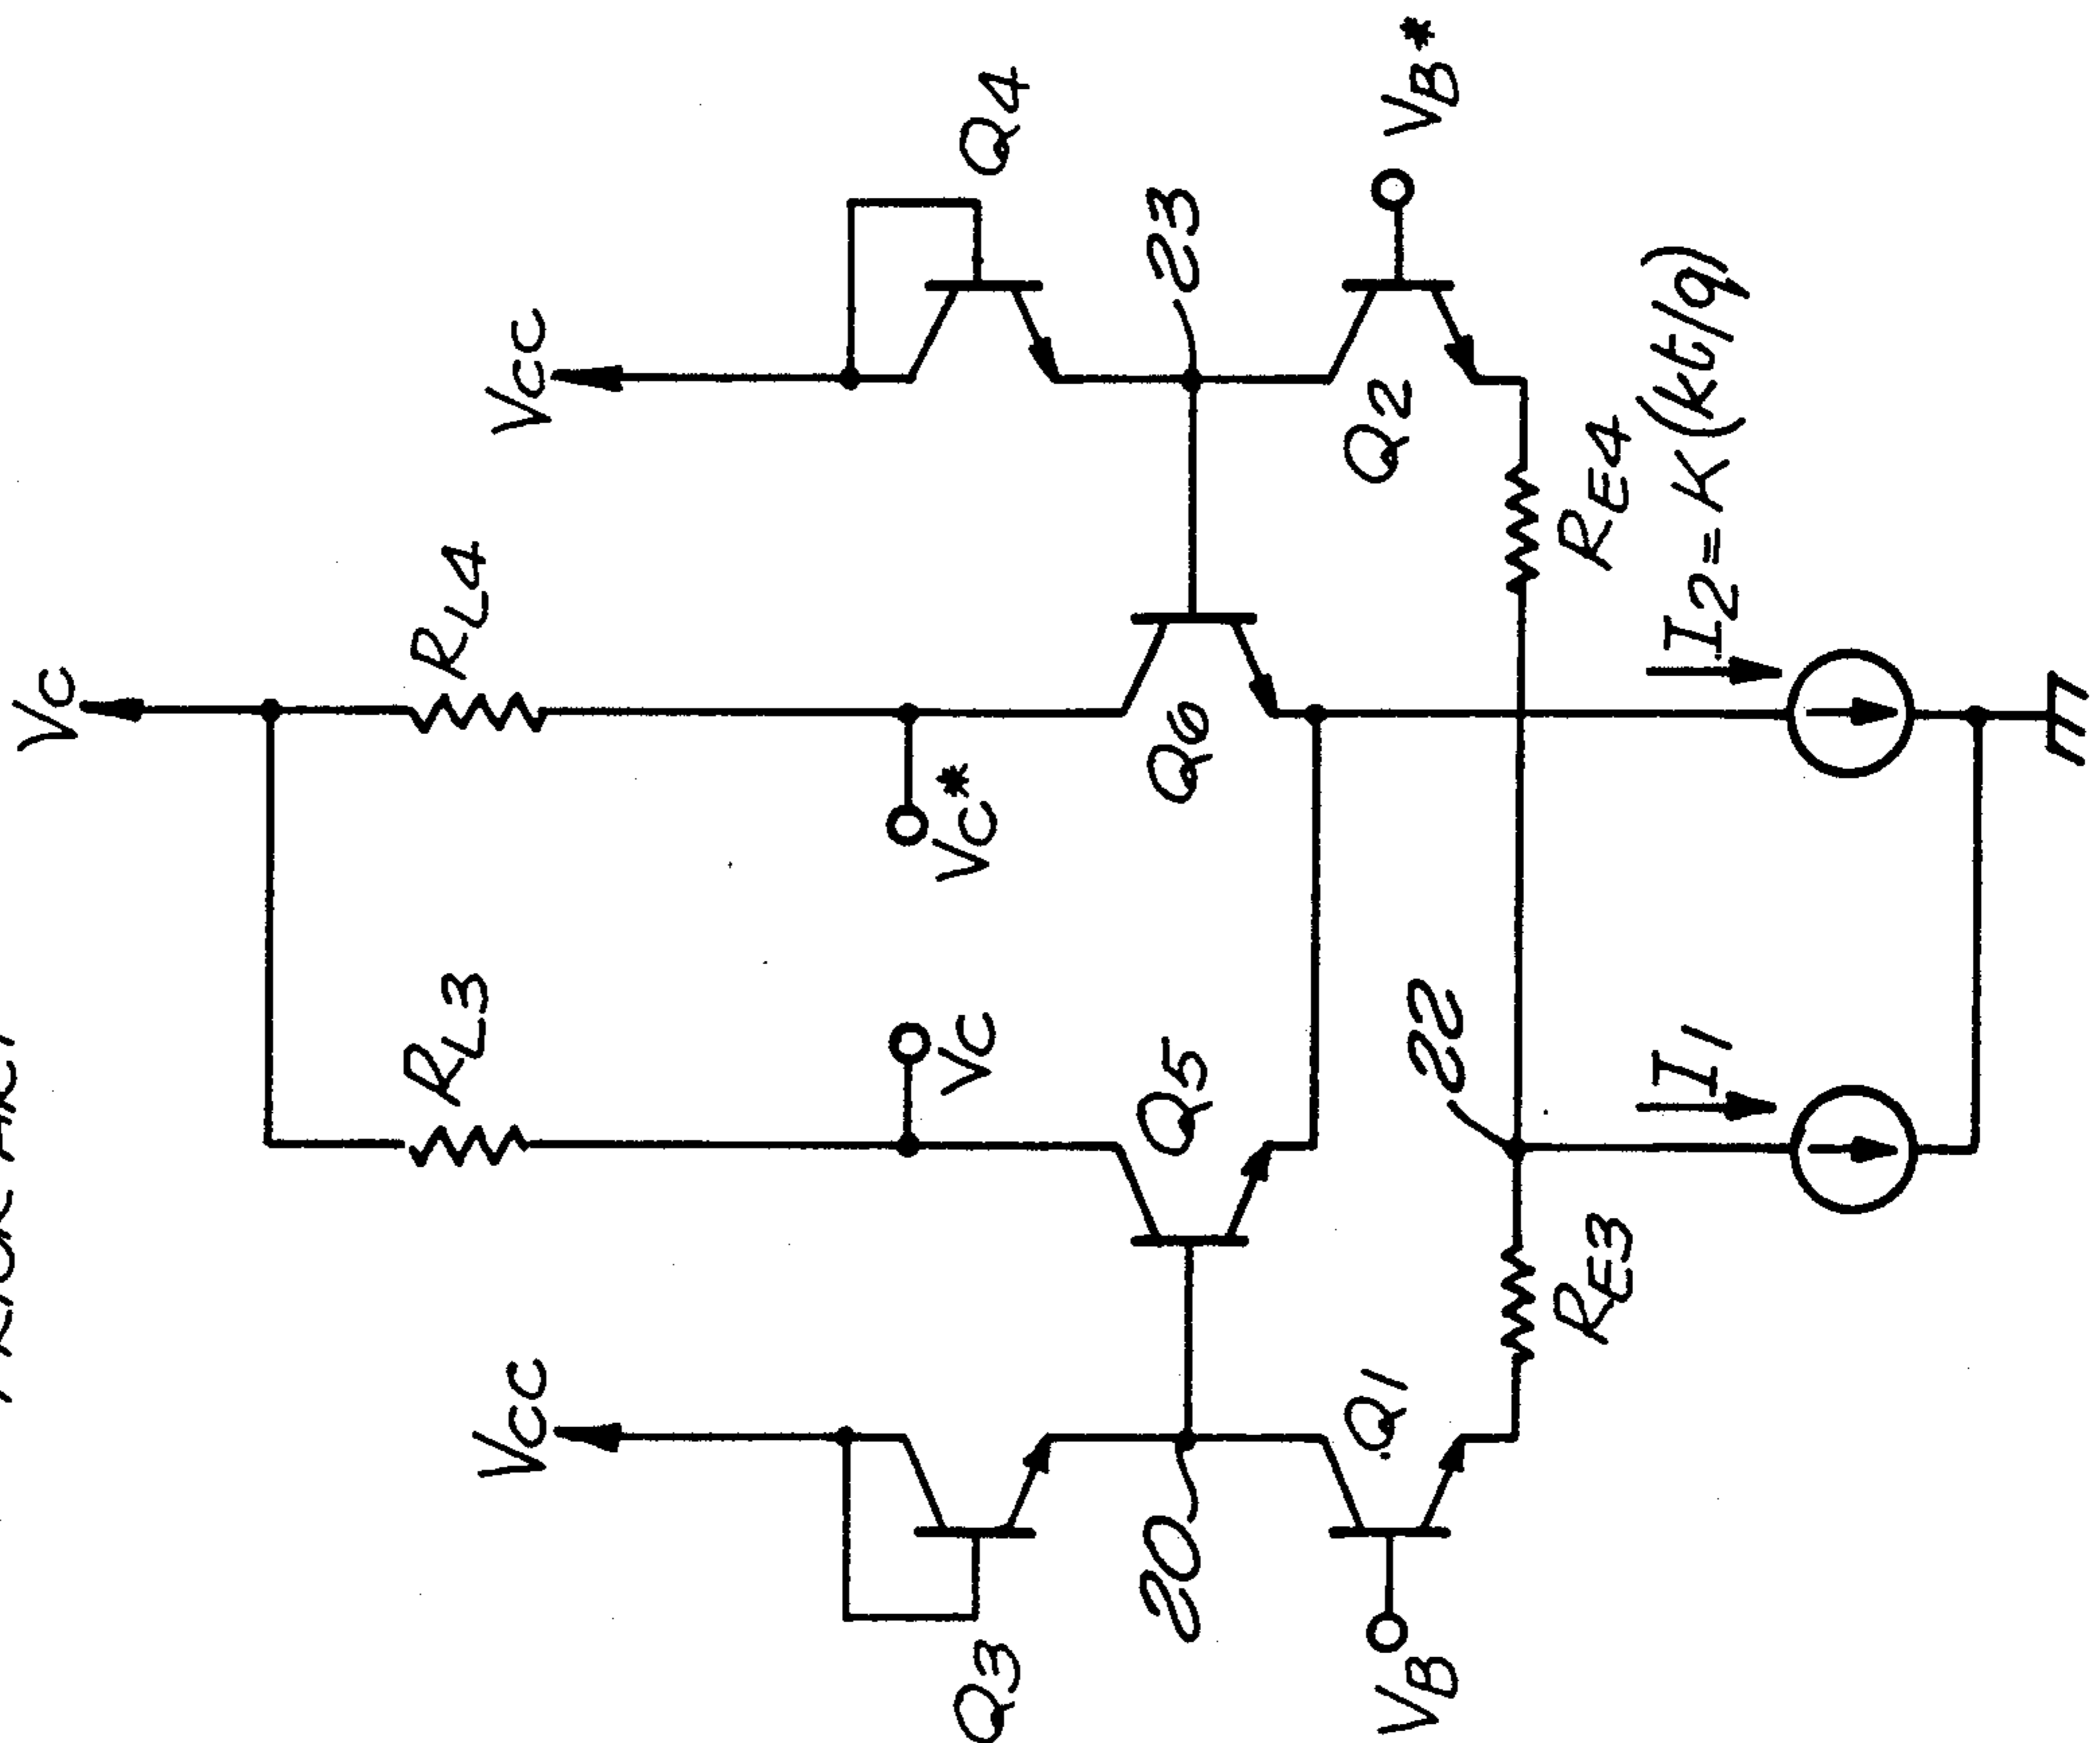 VC
RL3
RL4
VCC
VCC
Q3
Q4
VC
VC*
20
Q5
Q6
23
VB
Q1
22
Q2
VB*
RE3
RE4
I1
I2=K(kt/q)